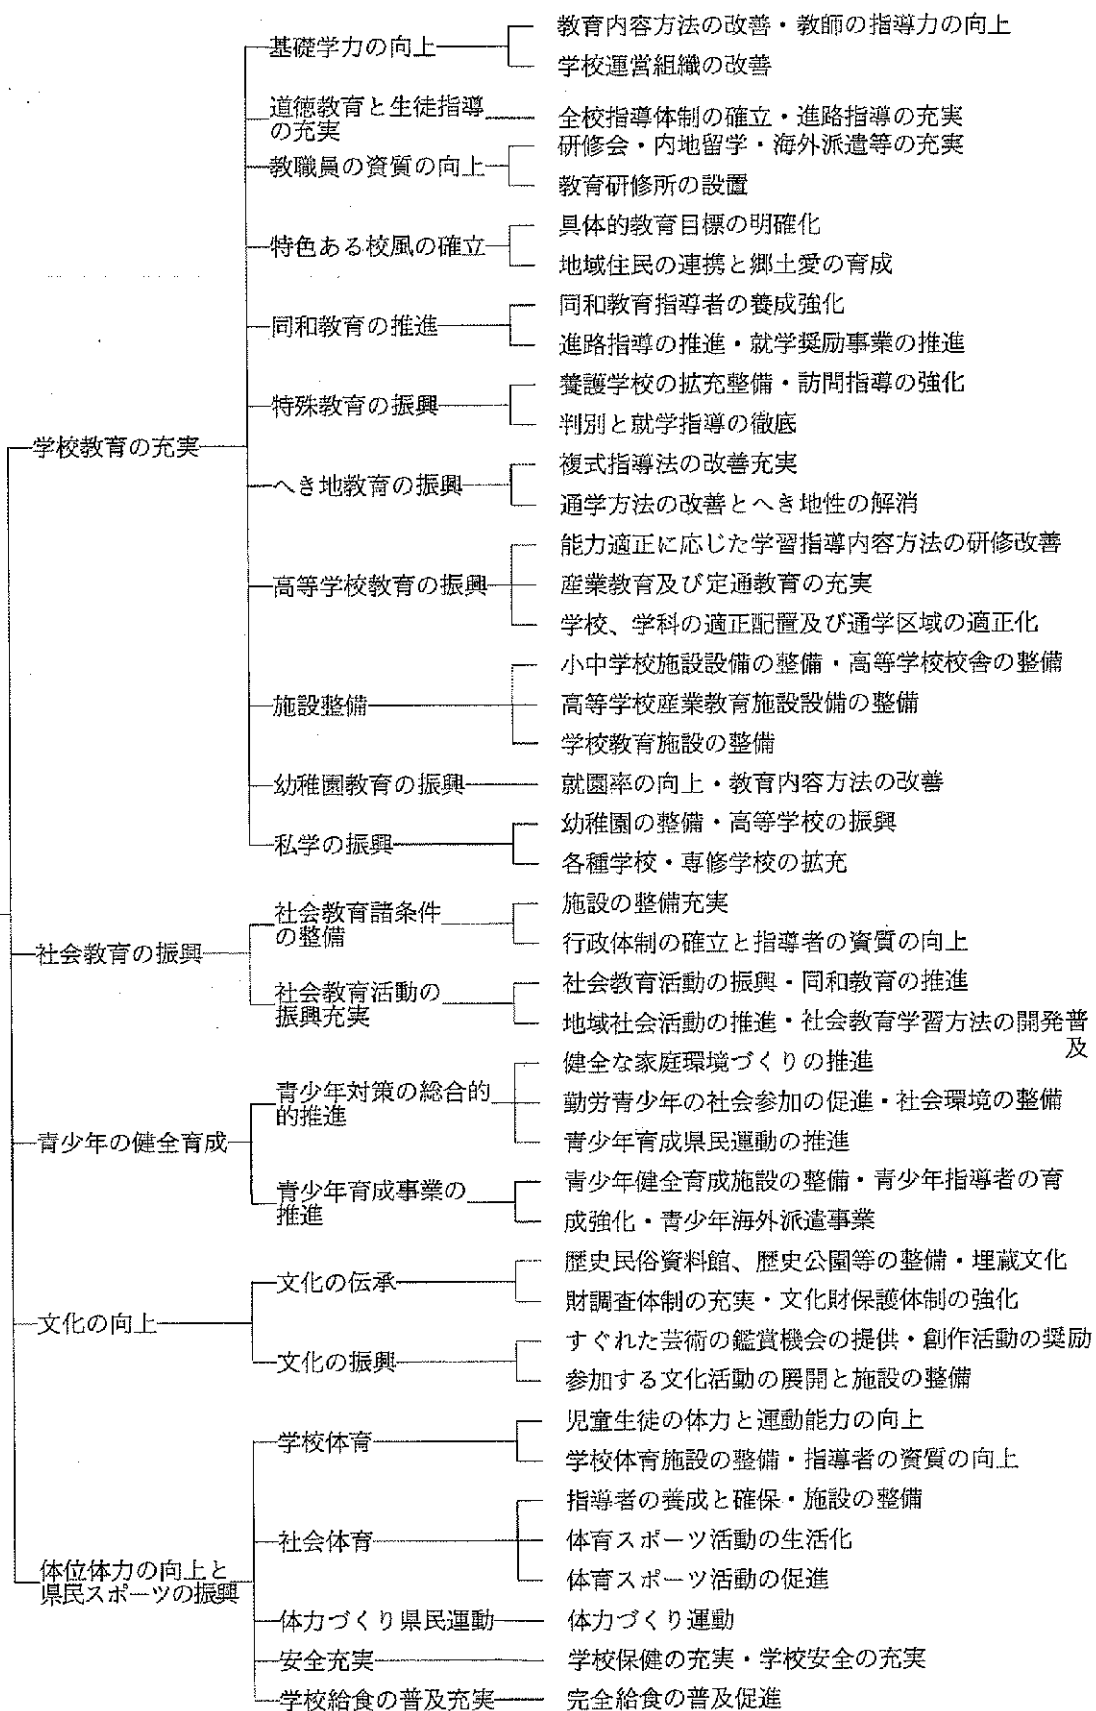 学校教育の充実
基礎学力の向上
教育内容方法の改善・教師の指導力の向上
学校運営組織の改善
道徳教育と生徒指導
の充実
全校指導体制の確立・進路指導の充実
教職員の資質の向上
研修会・内地留学・海外派遣等の充実
教育研修所の設置
特色ある校風の確立
具体的教育目標の明確化
地域住民の連携と郷土愛の育成
同和教育の推進
同和教育指導者の養成強化
進路指導の推進・就学奨励事業の推進
特殊教育の振興
養護学校の拡充整備・訪問指導の強化
判別と就学指導の徹底
へき地教育の振興
複式指導法の改善充実
通学方法の改善とへき地性の解消
高等学校教育の振興
能力適正に応じた学習指導内容方法の研修改善
産業教育及び定通教育の充実
学校、学科の適正配置及び通学区域の適正化
施設整備
小中学校施設設備の整備・高等学校校舎の整備
高等学校産業教育施設設備の整備
学校教育施設の整備
幼稚園教育の振興
就園率の向上・教育内容方法の改善
私学の振興
幼稚園の整備・高等学校の振興
各種学校・専修学校の拡充
社会教育の振興
社会教育諸条件
の整備
施設の整備充実
行政体制の確立と指導者の資質の向上
社会教育活動の
振興充実
社会教育活動の振興・同和教育の推進
地域社会活動の推進・社会教育学習方法の開発普
及
青少年の健全育成
青少年対策の総合的
的推進
健全な家庭環境づくりの推進
勤労青少年の社会参加の促進・社会環境の整備
青少年育成県民運動の推進
青少年育成事業の
推進
青少年健全育成施設の整備・青少年指導者の育
成強化・青少年海外派遣事業
文化の向上
文化の伝承
歴史民俗資料館、歴史公園等の整備・埋蔵文化
財調査体制の充実・文化財保護体制の強化
文化の振興
すぐれた芸術の鑑賞機会の提供・創作活動の奨励
参加する文化活動の展開と施設の整備
体位体力の向上と
県民スポーツの振興
学校体育
児童生徒の体力と運動能力の向上
学校体育施設の整備・指導者の資質の向上
社会体育
指導者の養成と確保・施設の整備
体育スポーツ活動の生活化
体育スポーツ活動の促進
体力づくり県民運動
体力づくり運動
安全充実
学校保健の充実・学校安全の充実
学校給食の普及充実
完全給食の普及促進